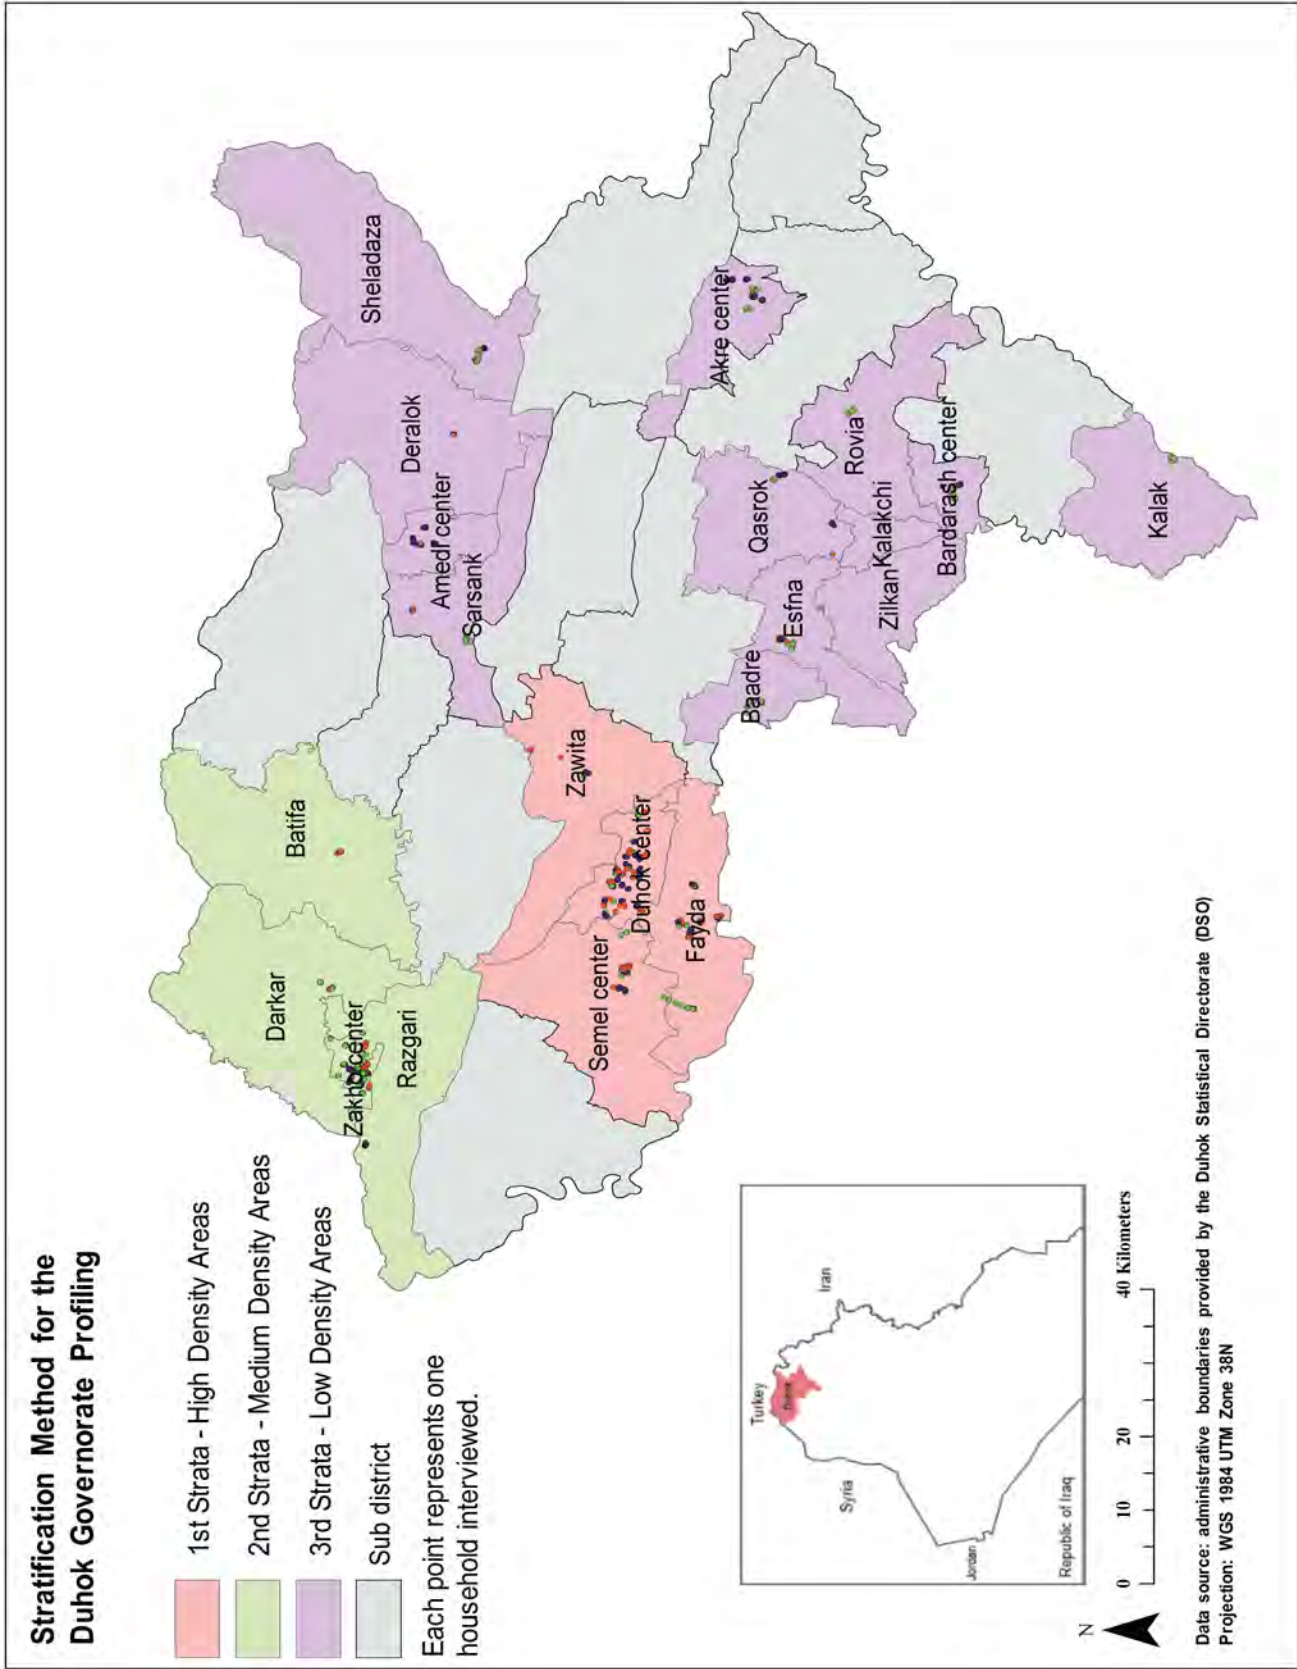 Stratification Method for the
Duhok Governorate Profiling
1st Strata - High Density Areas
2nd Strata - Medium Density Areas
3rd Strata - Low Density Areas
Sub district
Each point represents one
household interviewed.
Sheladaza
Deralok
Amedi center
Sarsank
Batifa
Darkar
Zakho center
Razgari
Zawita
Duhok center
Semel center
Fayda
Akre center
Rovia
Qasrok
Kalakchi
Zilkan
Bardarash center
Esfna
Baadre
Kalak
Turkey
Iran
Syria
Jordan
Republic of Iraq
N
0 10 20 40 Kilometers
Data source: administrative boundaries provided by the Duhok Statistical Directorate (DSO)
Projection: WGS 1984 UTM Zone 38N